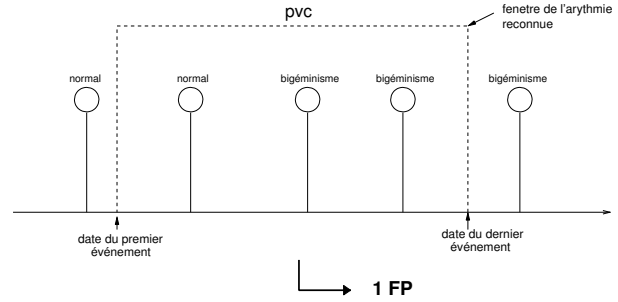 pvc
fenetre de l'arythmie
reconnue
normal
normal
bigéminisme
bigéminisme
bigéminisme
date du premier
événement
date du dernier
événement
1 FP